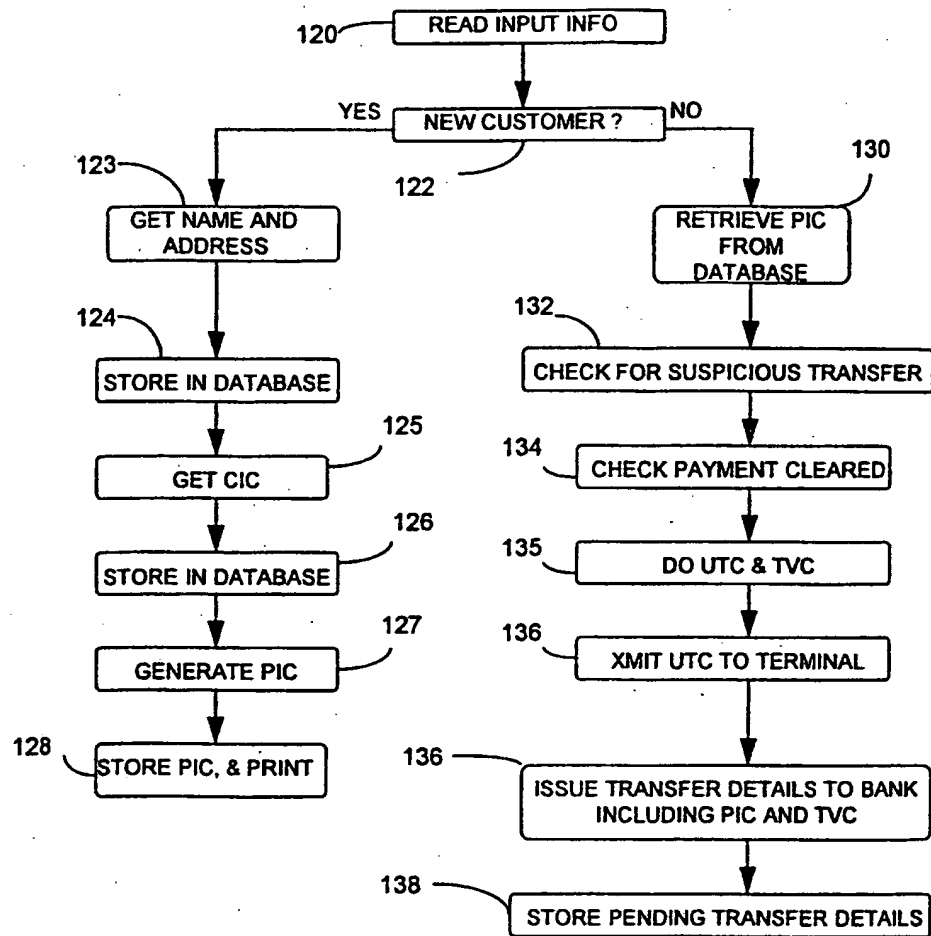 120
READ INPUT INFO
YES
NEW CUSTOMER ?
NO
122
123
GET NAME AND
ADDRESS
124
STORE IN DATABASE
125
GET CIC
126
STORE IN DATABASE
127
GENERATE PIC
128
STORE PIC, & PRINT
130
RETRIEVE PIC
FROM
DATABASE
132
CHECK FOR SUSPICIOUS TRANSFER
134
CHECK PAYMENT CLEARED
135
DO UTC & TVC
136
XMIT UTC TO TERMINAL
136
ISSUE TRANSFER DETAILS TO BANK
INCLUDING PIC AND TVC
138
STORE PENDING TRANSFER DETAILS